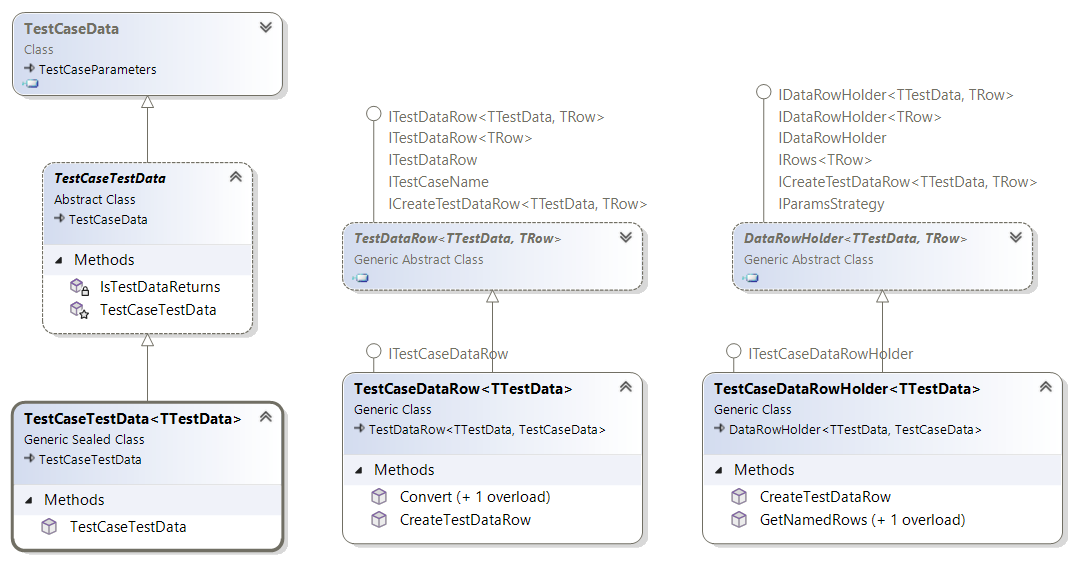 TestCaseData
Class
TestCaseParameters
TestCaseTestData
Abstract Class
TestCaseData
Methods
IsTestDataReturns
TestCaseTestData
TestCaseTestData<TTestData>
Generic Sealed Class
TestCaseTestData
Methods
TestCaseTestData
ITestDataRow<TTestData, TRow>
ITestDataRow<TRow>
ITestDataRow
ITestCaseName
ICreateTestDataRow<TTestData, TRow>
TestDataRow<TTestData, TRow>
Generic Abstract Class
ITestCaseDataRow
TestCaseDataRow<TTestData>
Generic Class
TestDataRow<TTestData, TestCaseData>
Methods
Convert (+ 1 overload)
CreateTestDataRow
IDataRowHolder<TTestData, TRow>
IDataRowHolder<TRow>
IDataRowHolder
IRows<TRow>
ICreateTestDataRow<TTestData, TRow>
IParamsStrategy
DataRowHolder<TTestData, TRow>
Generic Abstract Class
ITestCaseDataRowHolder
TestCaseDataRowHolder<TTestData>
Generic Class
DataRowHolder<TTestData, TestCaseData>
Methods
CreateTestDataRow
GetNamedRows (+ 1 overload)